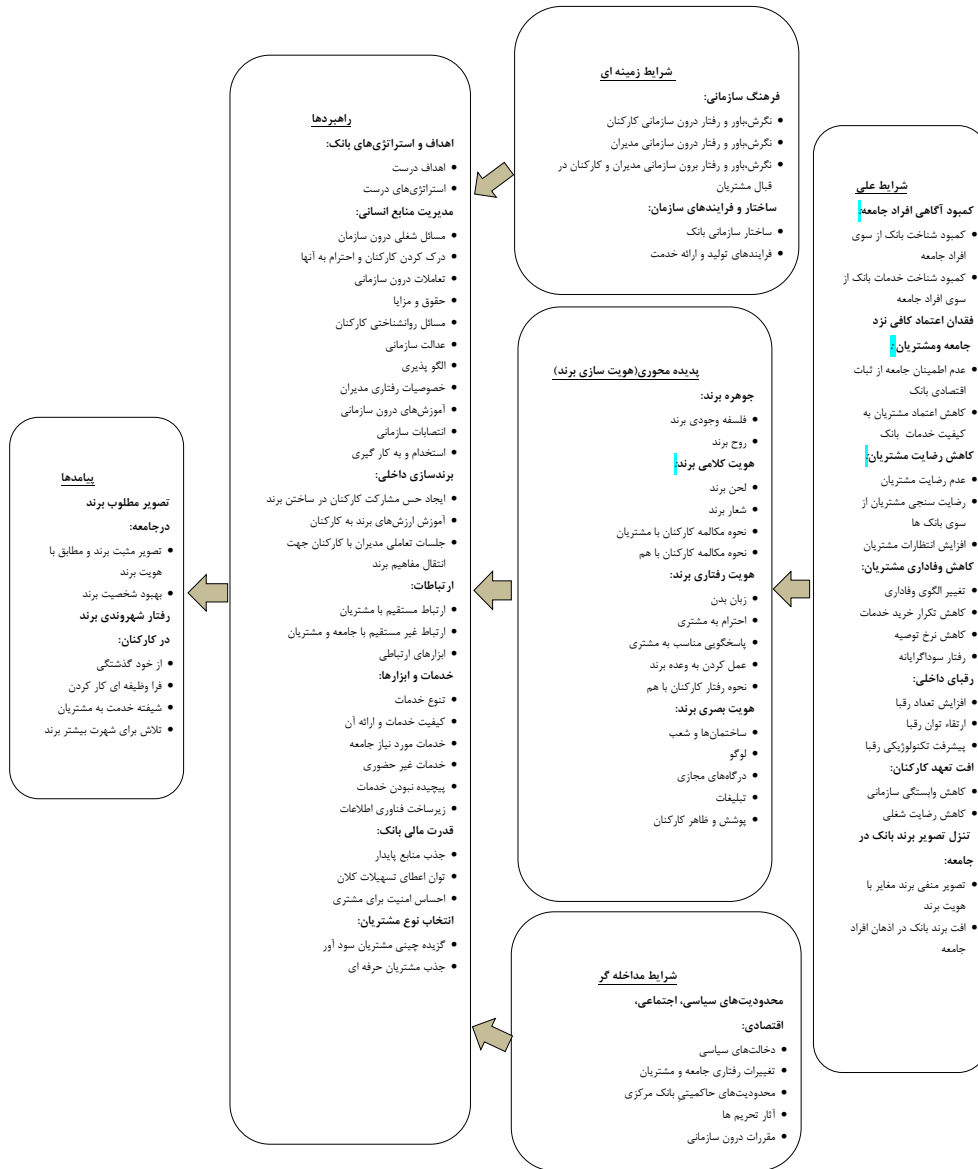 شرایط علی
کمبود آگاهی افراد جامعه:
• کمبود شناخت بانک از سوی
افراد جامعه
• کمبود شناخت خدمات بانک از
سوی افراد جامعه
فقدان اعتماد کافی نزد
جامعه ومشتریان:
• عدم اطمینان جامعه از ثبات
اقتصادی بانک
• کاهش اعتماد مشتریان به
کیفیت خدمات بانک
کاهش رضایت مشتریان:
• عدم رضایت مشتریان
• رضایت سنجی مشتریان از
سوی بانک ها
• افزایش انتظارات مشتریان
کاهش وفاداری مشتریان:
• تغییر الگوی وفاداری
• کاهش تکرار خرید خدمات
• کاهش نرخ توصیه
• رفتار سوداگرایانه
رقبای داخلی:
• افزایش تعداد رقبا
• ارتقاء توان رقبا
• پیشرفت تکنولوژیکی رقبا
افت تعهد کارکنان:
• کاهش وابستگی سازمانی
• کاهش رضایت شغلی
تنزل تصویر برند بانک در
جامعه:
• تصویر منفی برند مغایر با
هویت برند
• افت برند بانک در اذهان افراد
جامعه
شرایط زمینه ای
فرهنگ سازمانی:
• نگرش،باور و رفتار درون سازمانی کارکنان
• نگرش،باور و رفتار درون سازمانی مدیران
• نگرش،باور و رفتار برون سازمانی مدیران و کارکنان در
قبال مشتریان
ساختار و فرایندهای سازمان:
• ساختار سازمانی بانک
• فرایندهای تولید و ارائه خدمت
پدیده محوری(هویت سازی برند)
جوهره برند:
• فلسفه وجودی برند
• روح برند
هویت کلامی برند:
• لحن برند
• شعار برند
• نحوه مکالمه کارکنان با مشتریان
• نحوه مکالمه کارکنان با هم
هویت رفتاری برند:
• زبان بدن
• احترام به مشتری
• پاسخگویی مناسب به مشتری
• عمل کردن به وعده برند
• نحوه رفتار کارکنان با هم
هویت بصری برند:
• ساختمان‌ها و شعب
• لوگو
• درگاه‌های مجازی
• تبلیغات
• پوشش و ظاهر کارکنان
شرایط مداخله گر
محدودیت‌های سیاسی، اجتماعی،
اقتصادی:
• دخالت‌های سیاسی
• تغییرات رفتاری جامعه و مشتریان
• محدودیت‌های حاکمیتیِ بانک مرکزی
• آثار تحریم ها
• مقررات درون سازمانی
راهبردها
اهداف و استراتژی‌های بانک:
• اهداف درست
• استراتژی‌های درست
مدیریت منابع انسانی:
• مسائل شغلی درون سازمان
• درک کردن کارکنان و احترام به آنها
• تعاملات درون سازمانی
• حقوق و مزایا
• مسائل روانشناختی کارکنان
• عدالت سازمانی
• الگو پذیری
• خصوصیات رفتاری مدیران
• آموزش‌های درون سازمانی
• انتصابات سازمانی
• استخدام و به کار گیری
برندسازی داخلی:
• ایجاد حس مشارکت کارکنان در ساختن برند
• آموزش ارزش‌های برند به کارکنان
• جلسات تعاملی مدیران با کارکنان جهت
انتقال مفاهیم برند
ارتباطات:
• ارتباط مستقیم با مشتریان
• ارتباط غیر مستقیم با جامعه و مشتریان
• ابزارهای ارتباطی
خدمات و ابزارها:
• تنوع خدمات
• کیفیت خدمات و ارائه آن
• خدمات مورد نیاز جامعه
• خدمات غیر حضوری
• پیچیده نبودن خدمات
• زیرساخت فناوری اطلاعات
قدرت مالی بانک:
• جذب منابع پایدار
• توان اعطای تسهیلات کلان
• احساس امنیت برای مشتری
انتخاب نوع مشتریان:
• گزیده چینی مشتریان سود آور
• جذب مشتریان حرفه ای
پیامدها
تصویر مطلوب برند
درجامعه:
• تصویر مثبت برند و مطابق با
هویت برند
• بهبود شخصیت برند
رفتار شهروندی برند
در کارکنان:
• از خود گذشتگی
• فرا وظیفه ای کار کردن
• شیفته خدمت به مشتریان
• تلاش برای شهرت بیشتر برند